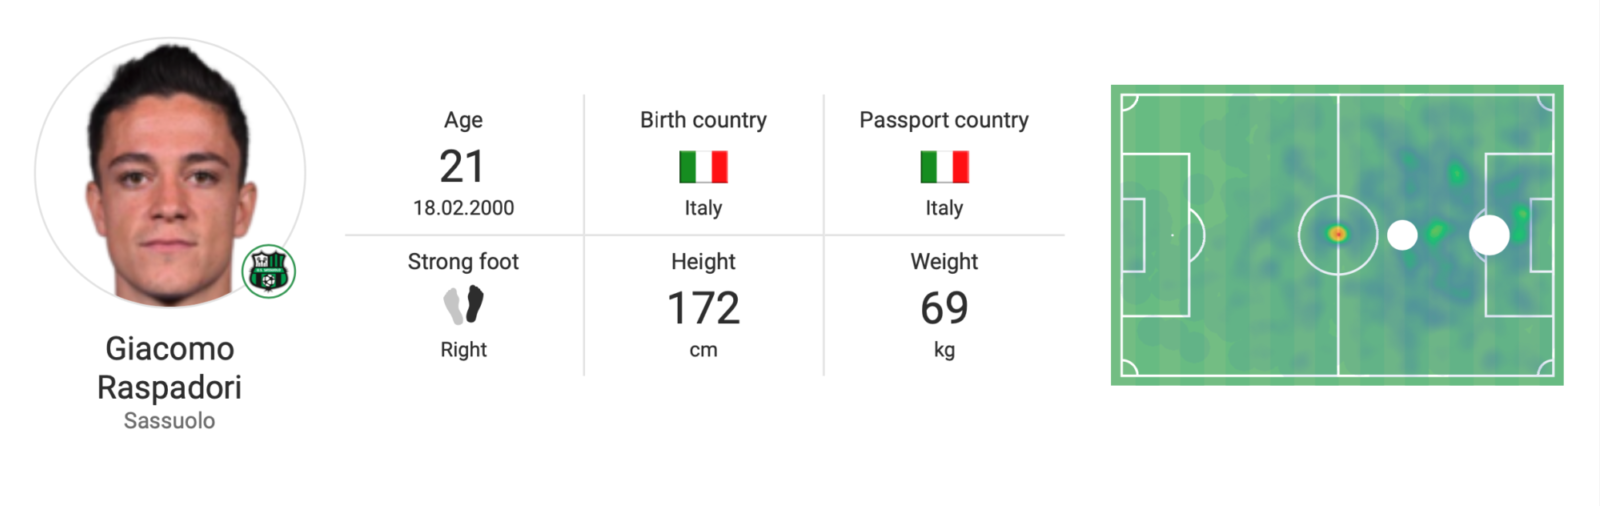 Giacomo
Raspadori
Sassuolo
Age
21
18.02.2000
Birth country
Italy
Passport country
Italy
Strong foot
Right
Height
172
cm
Weight
69
kg